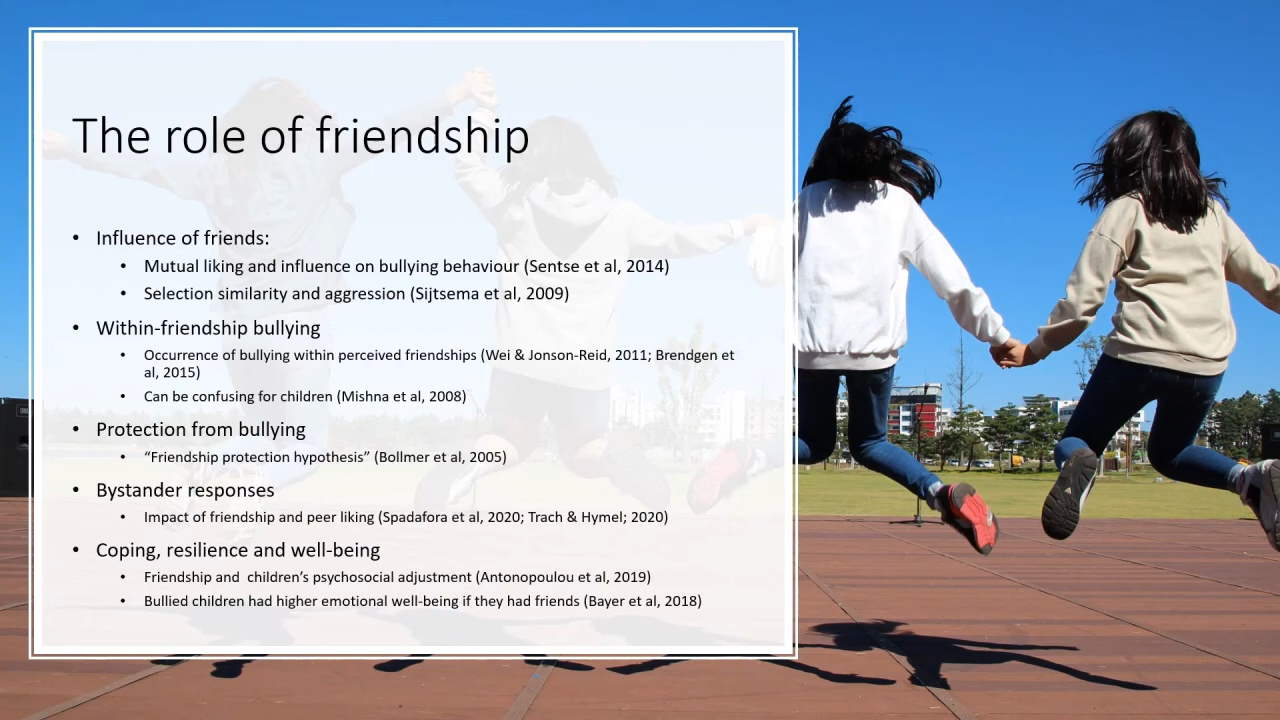 The role of friendship
• Influence of friends:
• Mutual liking and influence on bullying behaviour (Sentse et al, 2014)
• Selection similarity and aggression (Sijtsema et al, 2009)
• Within-friendship bullying
• Occurrence of bullying within perceived friendships (Wei & Jonson-Reid, 2011; Brendgen et
al, 2015)
• Can be confusing for children (Mishna et al, 2008)
• Protection from bullying
• “Friendship protection hypothesis” (Bollmer et al, 2005)
• Bystander responses
• Impact of friendship and peer liking (Spadafora et al, 2020; Trach & Hymel; 2020)
• Coping, resilience and well-being
• Friendship and  children’s psychosocial adjustment (Antonopoulou et al, 2019)
• Bullied children had higher emotional well-being if they had friends (Bayer et al, 2018)